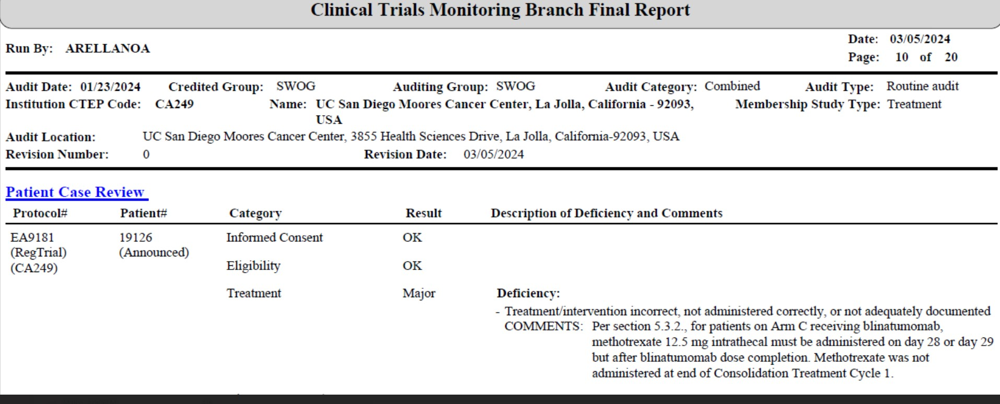 Clinical Trials Monitoring Branch Final Report
Run By: ARELLANOA
Date: 03/05/2024
Page: 10 of 20
Audit Date: 01/23/2024 Credited Group: SWOG Auditing Group: SWOG Audit Category: Combined Audit Type: Routine audit
Institution CTEP Code: CA249 Name: UC San Diego Moores Cancer Center, La Jolla, California - 92093, Membership Study Type: Treatment
USA
Audit Location: UC San Diego Moores Cancer Center, 3855 Health Sciences Drive, La Jolla, California-92093, USA
Revision Number: 0 Revision Date: 03/05/2024
Patient Case Review
Protocol# Patient# Category Result Description of Deficiency and Comments
EA9181 19126 Informed Consent OK
(RegTrial) (Announced)
(CA249) Eligibility OK
Treatment Major Deficiency:
- Treatment/intervention incorrect, not administered correctly, or not adequately documented
COMMENTS: Per section 5.3.2., for patients on Arm C receiving blinatumomab,
methotrexate 12.5 mg intrathecal must be administered on day 28 or day 29
but after blinatumomab dose completion. Methotrexate was not
administered at end of Consolidation Treatment Cycle 1.